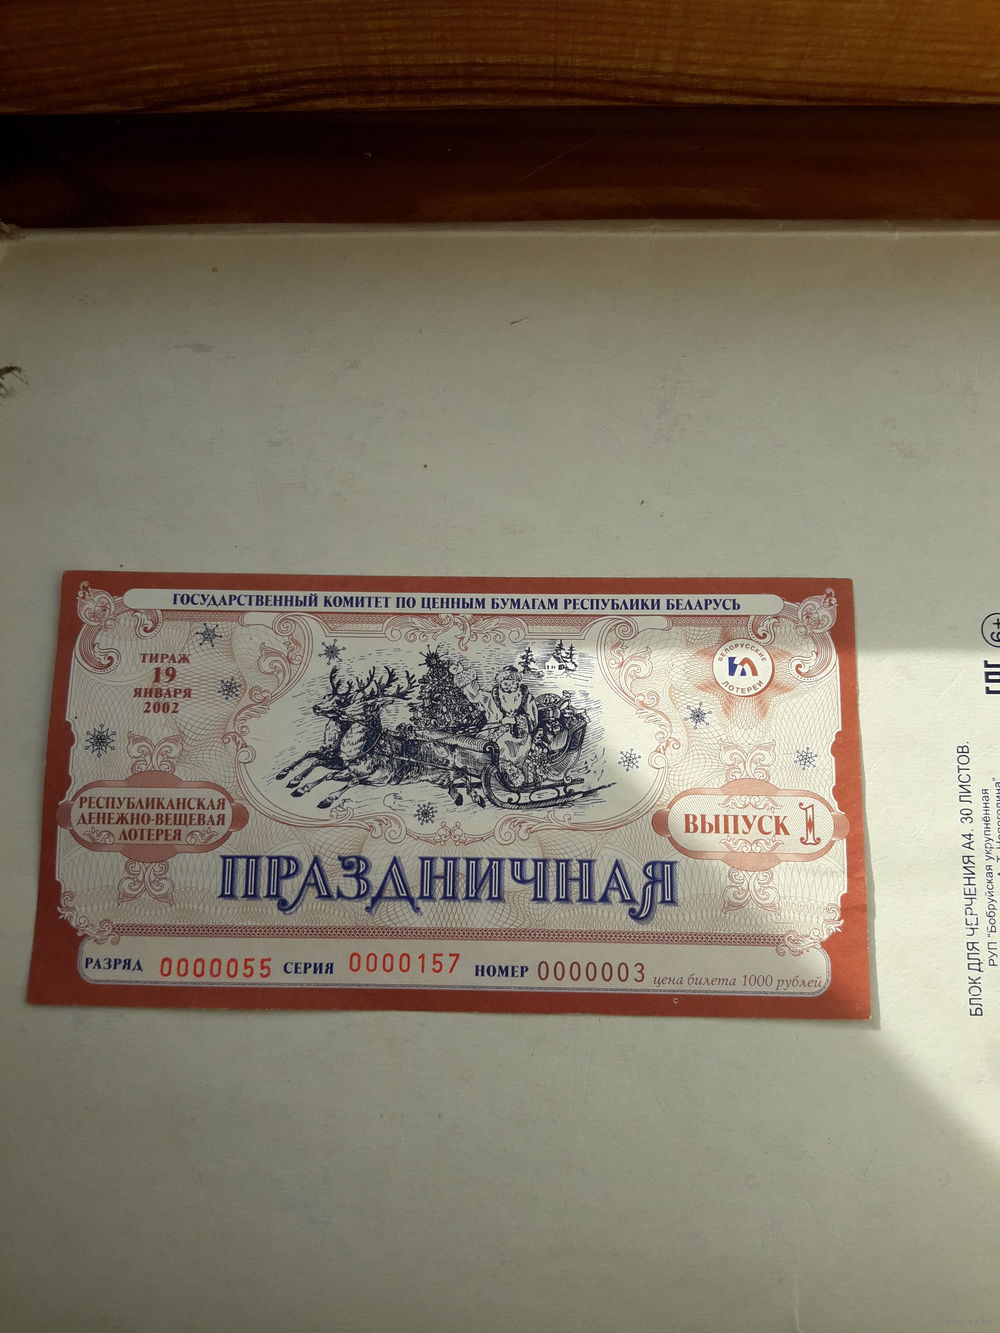 ГОСУДАРСТВЕННЫЙ КОМИТЕТ ПО ЦЕННЫМ БУМАГАМ РЕСПУБЛИКИ БЕЛАРУСЬ
ТИРАЖ
19
ЯНВАРЯ
2002
БЕЛОРУССКИЕ
ЛОТЕРЕИ
РЕСПУБЛИКАНСКАЯ
ДЕНЕЖНО-ВЕЩЕВАЯ
ЛОТЕРЕЯ
ВЫПУСК 1
ПРАЗДНИЧНАЯ
РАЗРЯД 0000055 СЕРИЯ 0000157 НОМЕР 0000003 цена билета 1000 рублей
6+
БЛОК ДЛЯ ЧЕРЧЕНИЯ А4. 30 ЛИСТОВ.
РУП "Бобруйская укрупнённая